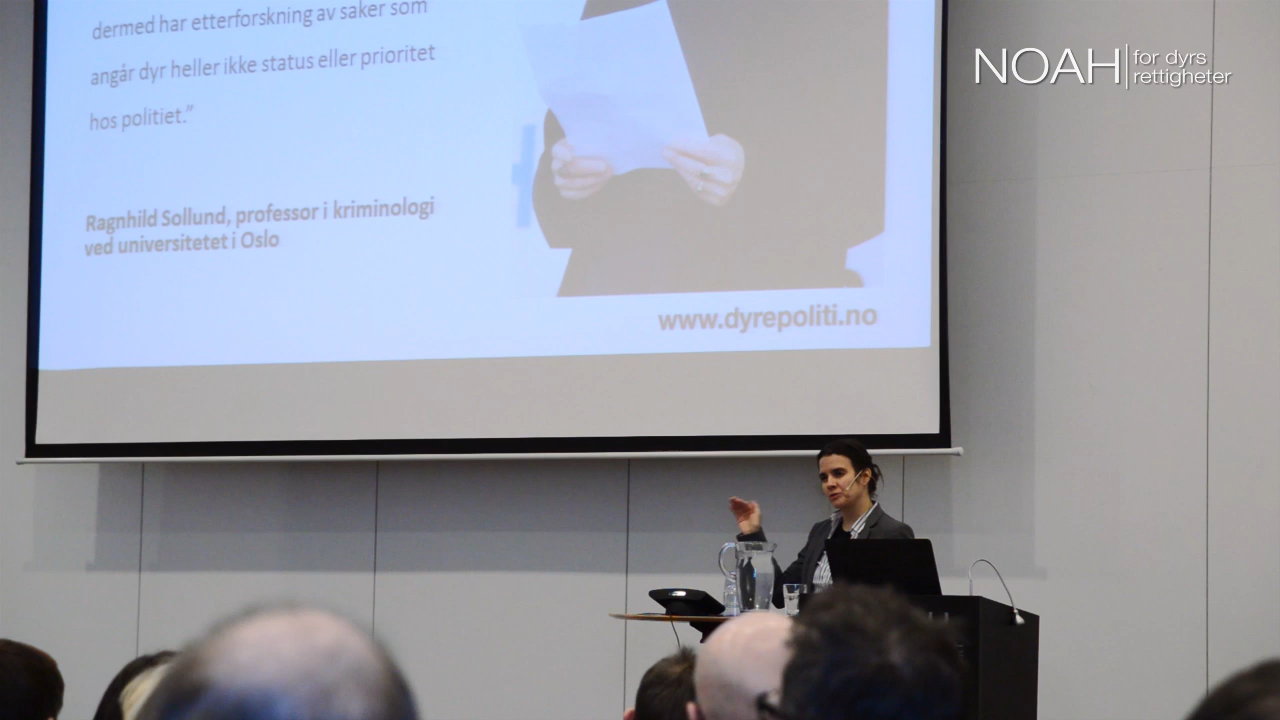 dermed har etterforskning av saker som
angår dyr heller ikke status eller prioritet
hos politiet.”
Ragnhild Sollund, professor i kriminologi
ved universitetet i Oslo
www.dyrepoliti.no
NOAH for dyrs
rettigheter